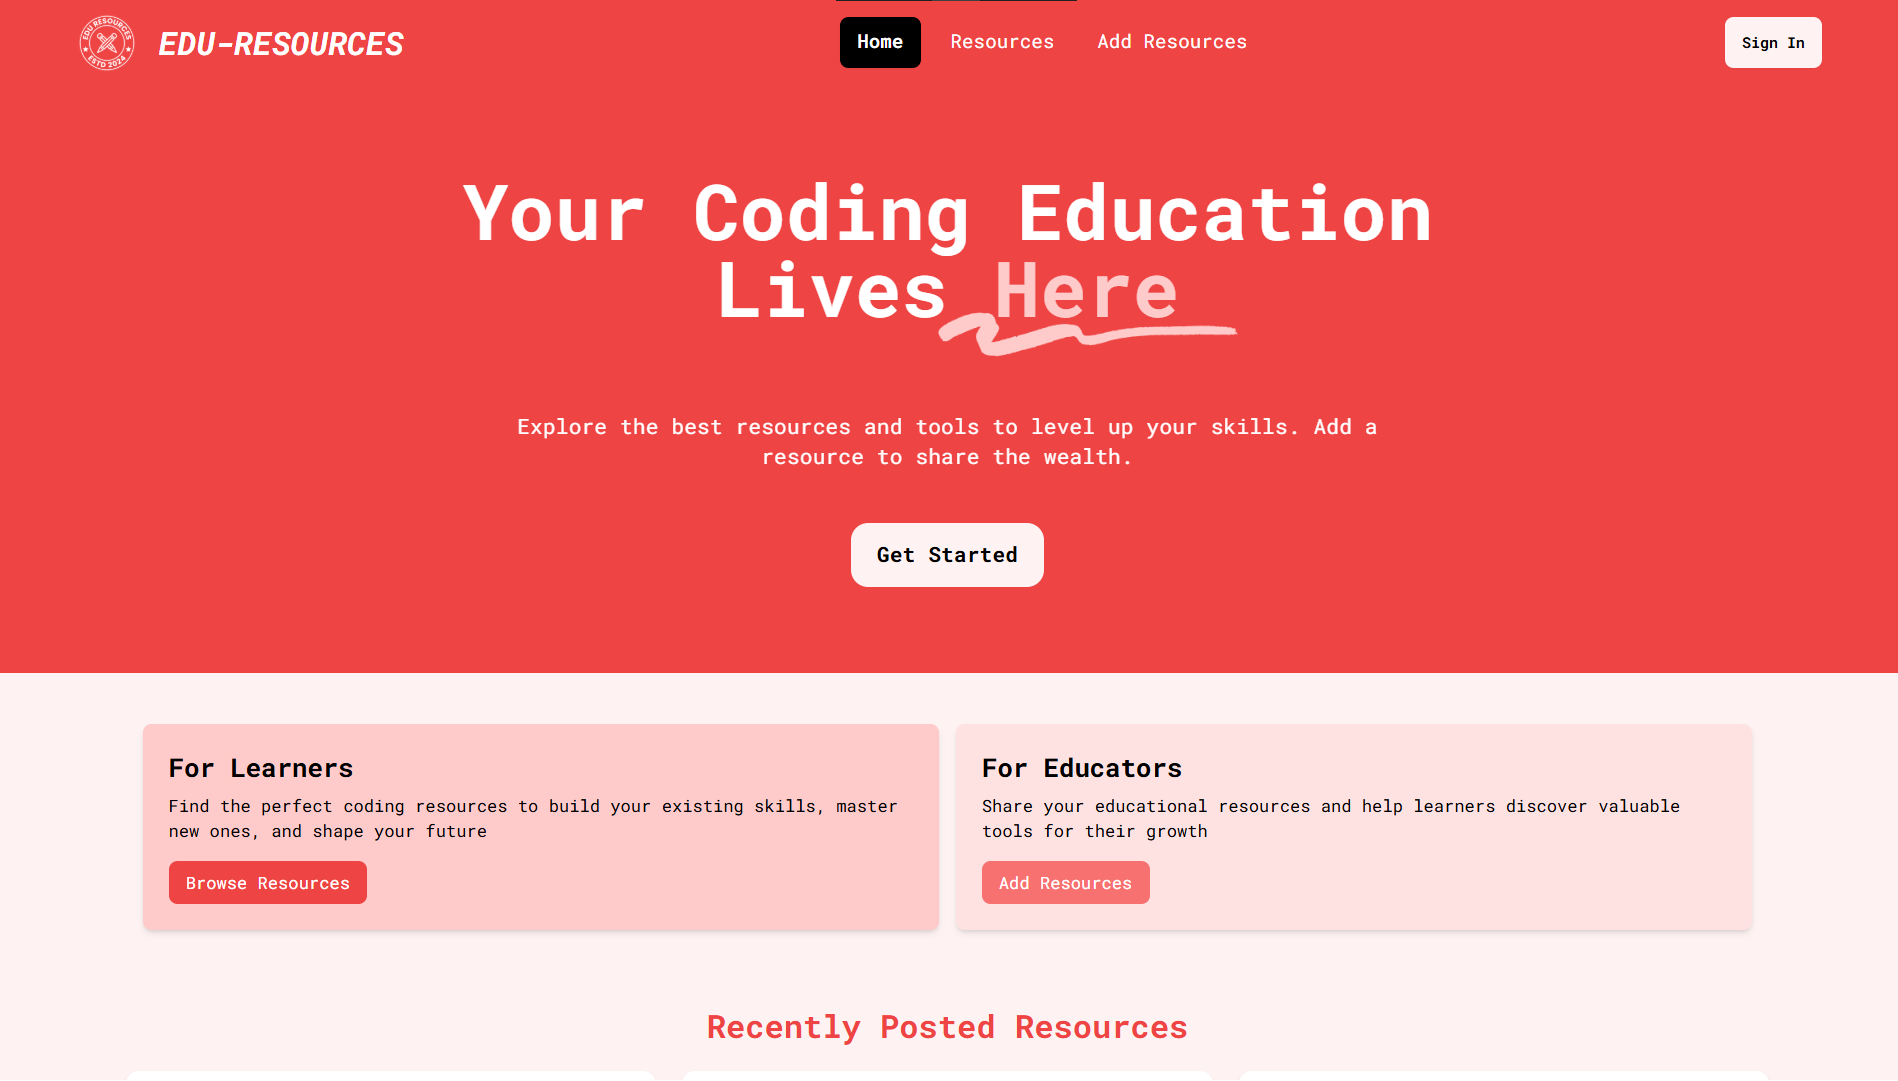 EDU RESOURCES
ESTD 2024
EDU-RESOURCES
Home
Resources
Add Resources
Sign In
Your Coding Education
Lives Here
Explore the best resources and tools to level up your skills. Add a
resource to share the wealth.
Get Started
For Learners
Find the perfect coding resources to build your existing skills, master
new ones, and shape your future
Browse Resources
For Educators
Share your educational resources and help learners discover valuable
tools for their growth
Add Resources
Recently Posted Resources